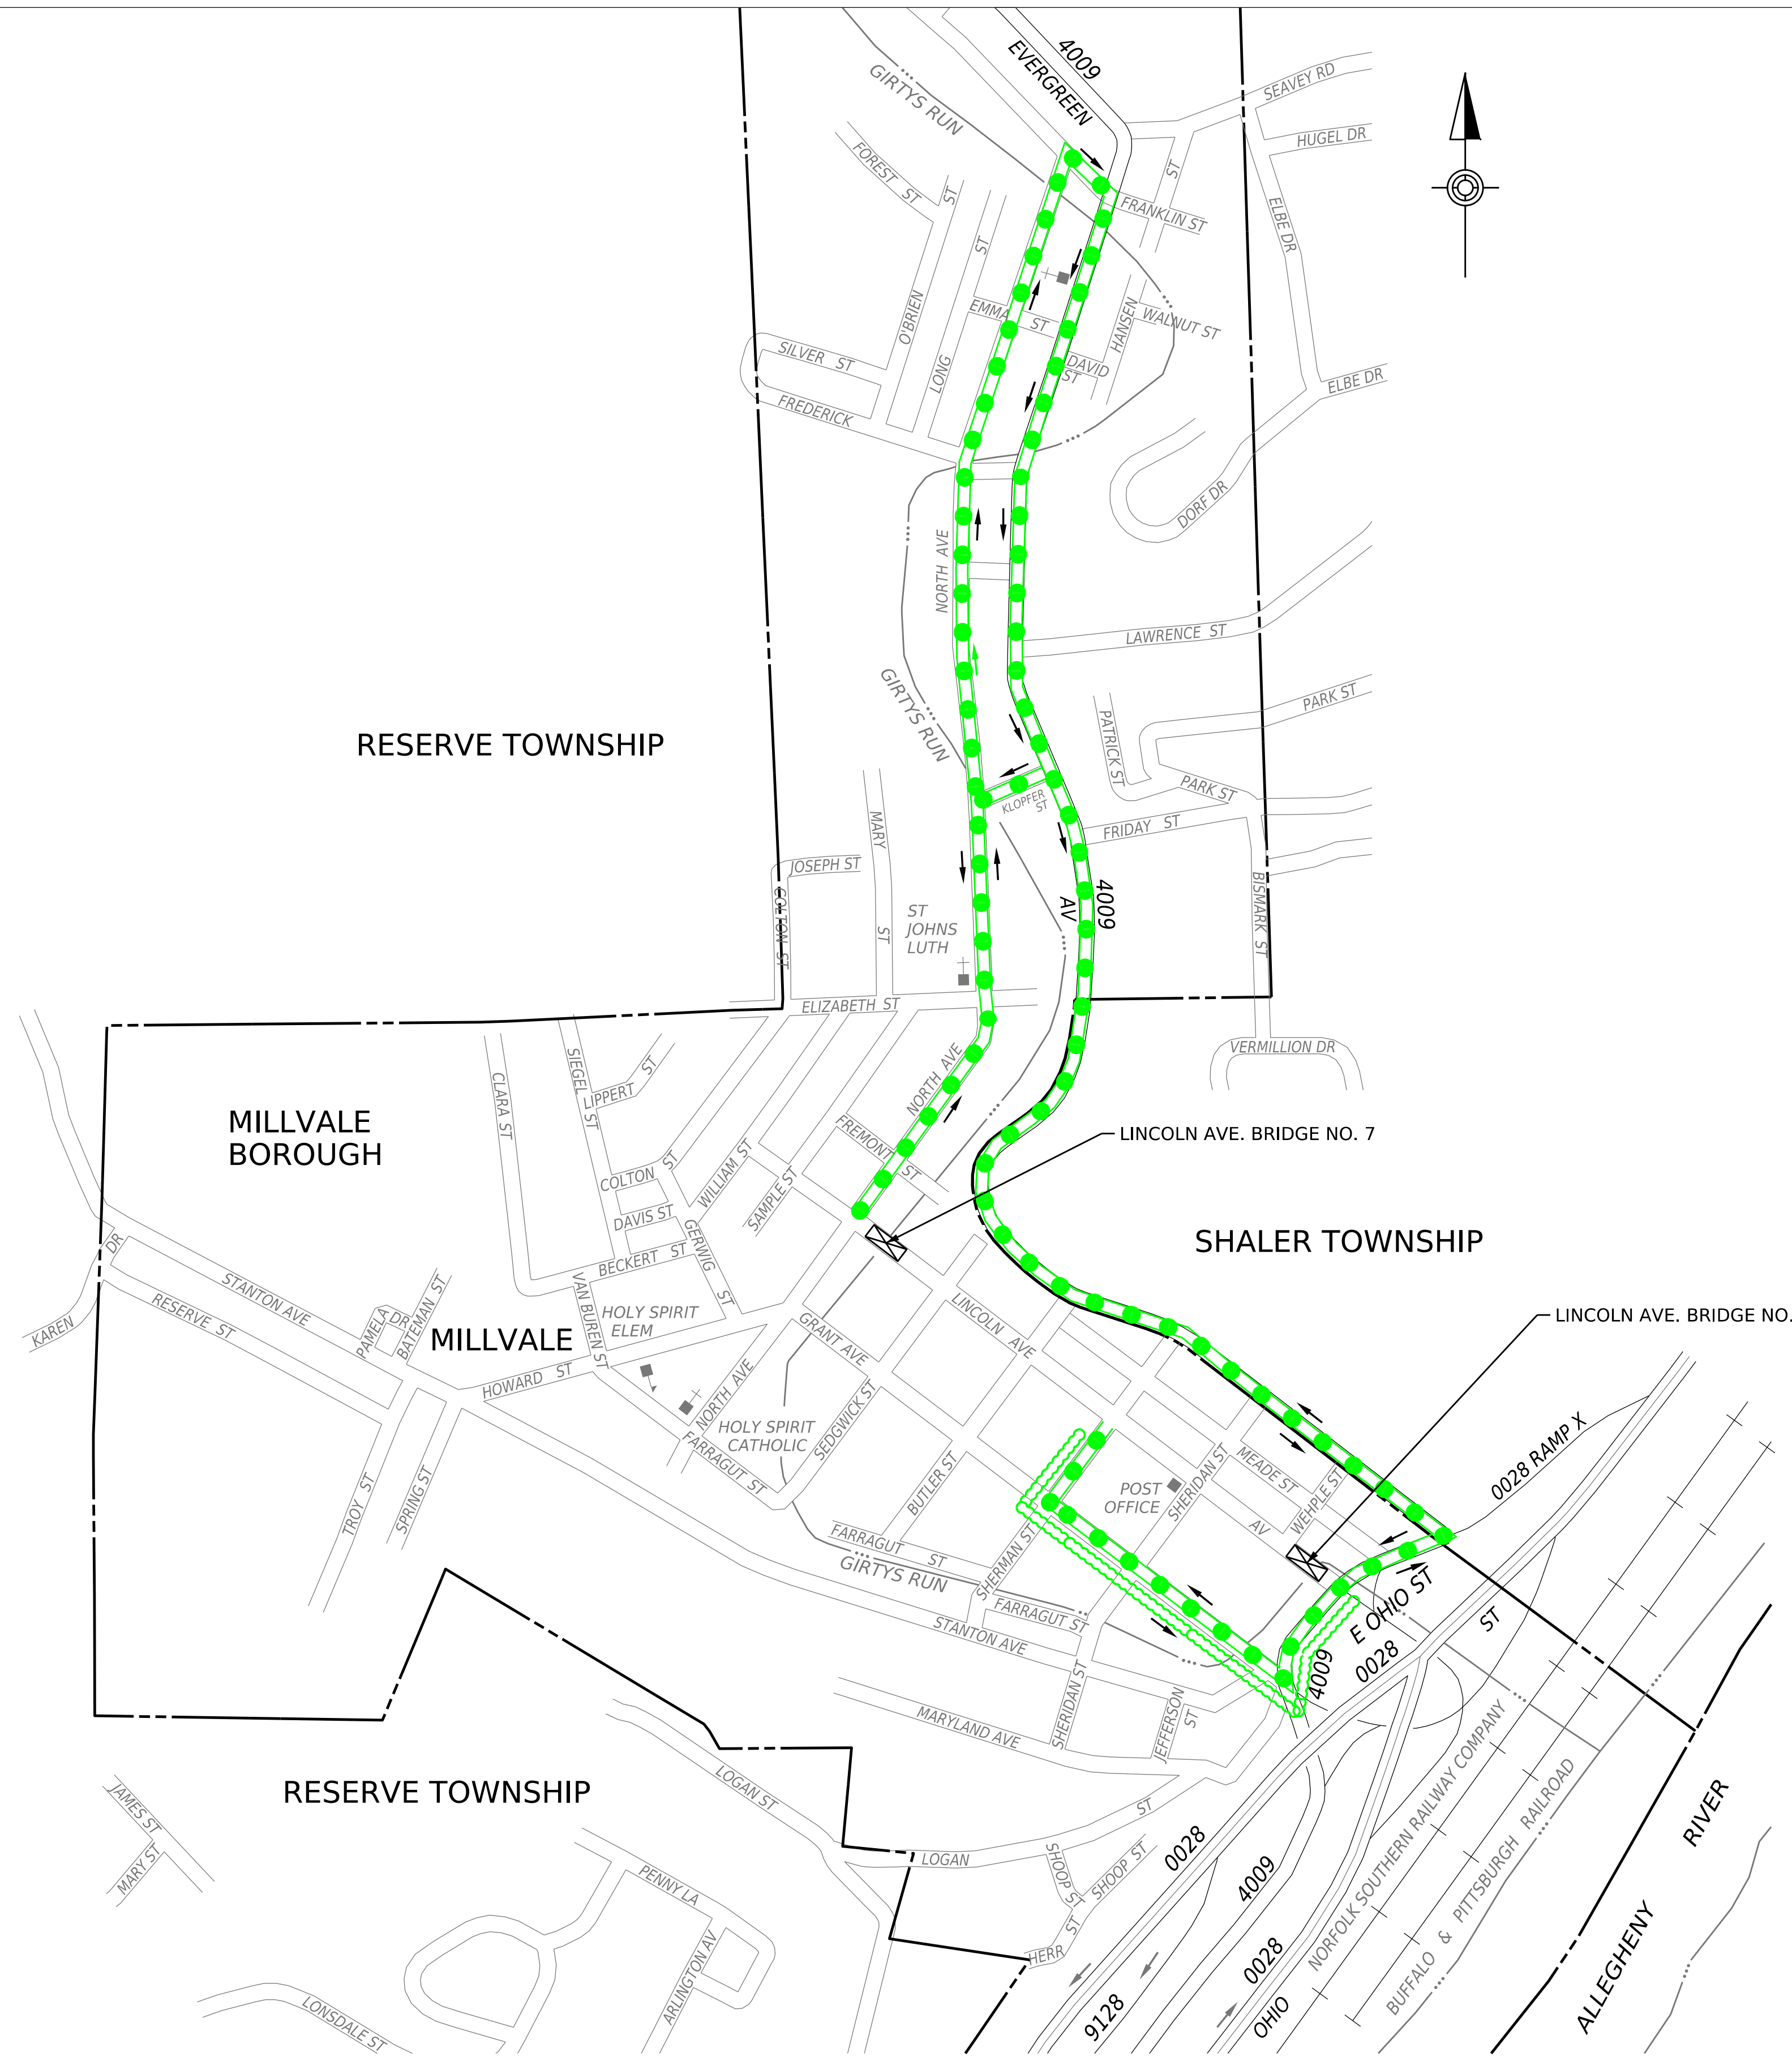 4009
EVERGREEN
GIRTYS RUN
SEAVEY RD
HUGEL DR
FOREST ST
ST
ST
ST
FRANKLIN ST
ELBE DR
EMMA ST
O'BRIEN
HANSEN
WALNUT ST
SILVER ST
LONG
DAVID
ST
ELBE DR
FREDERICK
DORF DR
NORTH AVE
LAWRENCE ST
GIRTYS RUN
PARK ST
PATRICK ST
RESERVE TOWNSHIP
PARK ST
KLOPFER
ST
MARY
FRIDAY ST
JOSEPH ST
COLTON ST
4009
AV
BISMARK ST
ST
JOHNS
LUTH
ST
ELIZABETH ST
VERMILLION DR
SIEGEL ST
LIPPERT ST
CLARA ST
NORTH AVE
MILLVALE
BOROUGH
FREMONT ST
LINCOLN AVE. BRIDGE NO. 7
COLTON ST
WILLIAM ST
SAMPLE ST
DAVIS ST
GERWIG ST
DR
BECKERT ST
SHALER TOWNSHIP
STANTON AVE
VAN BUREN ST
RESERVE ST
PAMELA
DR
BATEMAN ST
HOLY SPIRIT
ELEM
LINCOLN AVE
KAREN
MILLVALE
GRANT AVE
LINCOLN AVE. BRIDGE NO.
HOWARD ST
NORTH AVE
SEDGWICK ST
HOLY SPIRIT
CATHOLIC
FARRAGUT ST
0028 RAMP X
MEADE ST
SHERIDAN ST
BUTLER ST
POST
OFFICE
WEHPLE ST
AV
TROY ST
SPRING ST
FARRAGUT ST
GIRTYS RUN
SHERMAN ST
FARRAGUT ST
E OHIO ST
ST
STANTON AVE
4009
0028
SHERIDAN ST
JEFFERSON
ST
MARYLAND AVE
RESERVE TOWNSHIP
LOGAN ST
JAMES ST
MARY ST
ST
NORFOLK SOUTHERN RAILWAY COMPANY
BUFFALO & PITTSBURGH RAILROAD
RIVER
0028
LOGAN
SHOOP ST
SHOOP ST
4009
PENNY LA
ST
HERR
ARLINGTON AV
0028
ALLEGHENY
LONSDALE ST
9128
OHIO